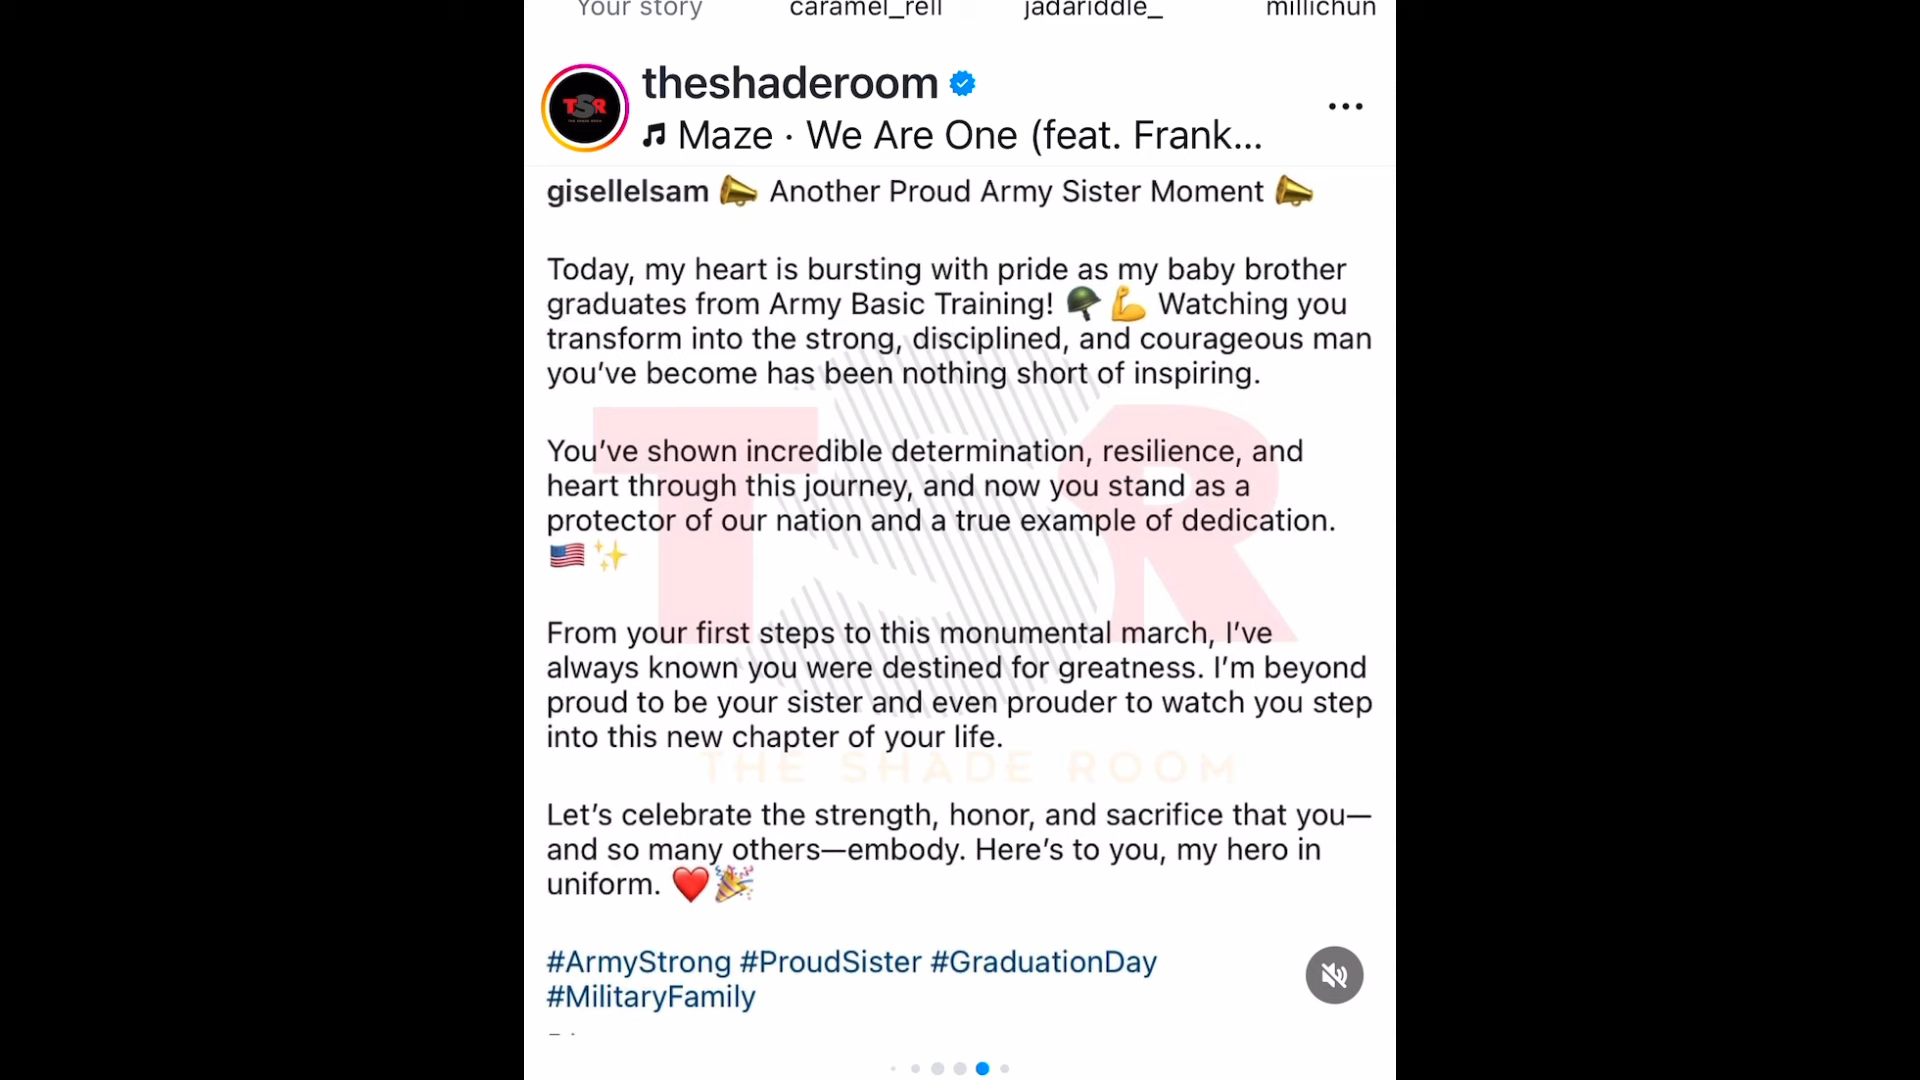 Your story caramel_rell jadariddle_ millichun
theshaderoom
TSR
Maze · We Are One (feat. Frank...
gisellelsam 📣 Another Proud Army Sister Moment 📣
Today, my heart is bursting with pride as my baby brother
graduates from Army Basic Training! 🪖💪 Watching you
transform into the strong, disciplined, and courageous man
you’ve become has been nothing short of inspiring.
You’ve shown incredible determination, resilience, and
heart through this journey, and now you stand as a
protector of our nation and a true example of dedication.
🇺🇸✨
From your first steps to this monumental march, I’ve
always known you were destined for greatness. I’m beyond
proud to be your sister and even prouder to watch you step
into this new chapter of your life.
Let’s celebrate the strength, honor, and sacrifice that you—
and so many others—embody. Here’s to you, my hero in
uniform. ❤️🎉
#ArmyStrong #ProudSister #GraduationDay
#MilitaryFamily
TSR
THE SHADE ROOM